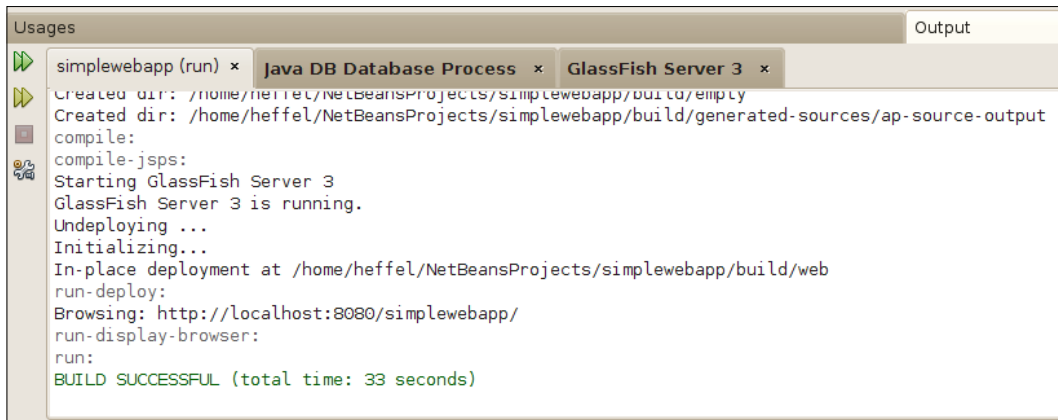 Usages Output
simplewebapp (run) × Java DB Database Process × GlassFish Server 3 ×
Created dir: /home/heffel/NetBeansProjects/simplewebapp/build/empty
Created dir: /home/heffel/NetBeansProjects/simplewebapp/build/generated-sources/ap-source-output
compile:
compile-jsps:
Starting GlassFish Server 3
GlassFish Server 3 is running.
Undeploying ...
Initializing...
In-place deployment at /home/heffel/NetBeansProjects/simplewebapp/build/web
run-deploy:
Browsing: http://localhost:8080/simplewebapp/
run-display-browser:
run:
BUILD SUCCESSFUL (total time: 33 seconds)